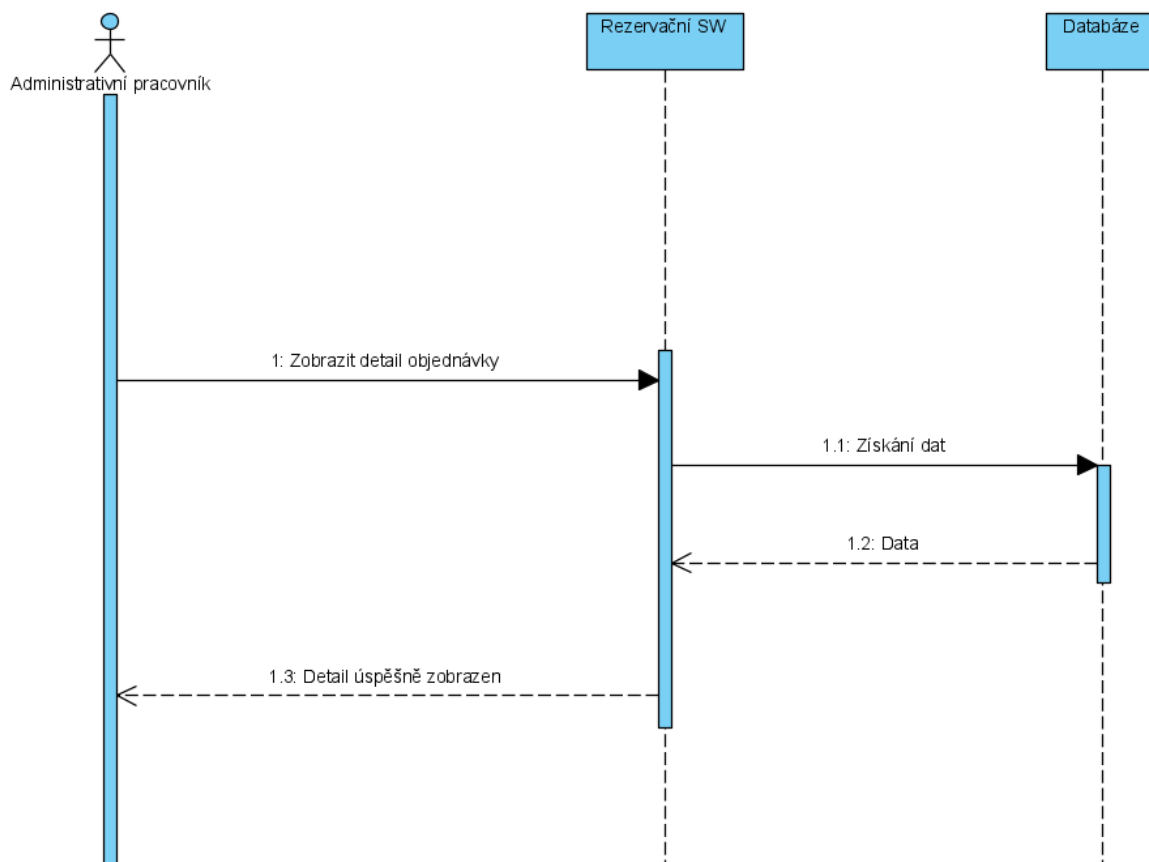 Rezervační SW
Databáze
Administrativní pracovník
1: Zobrazit detail objednávky
1.1: Získání dat
1.2: Data
1.3: Detail úspěšně zobrazen